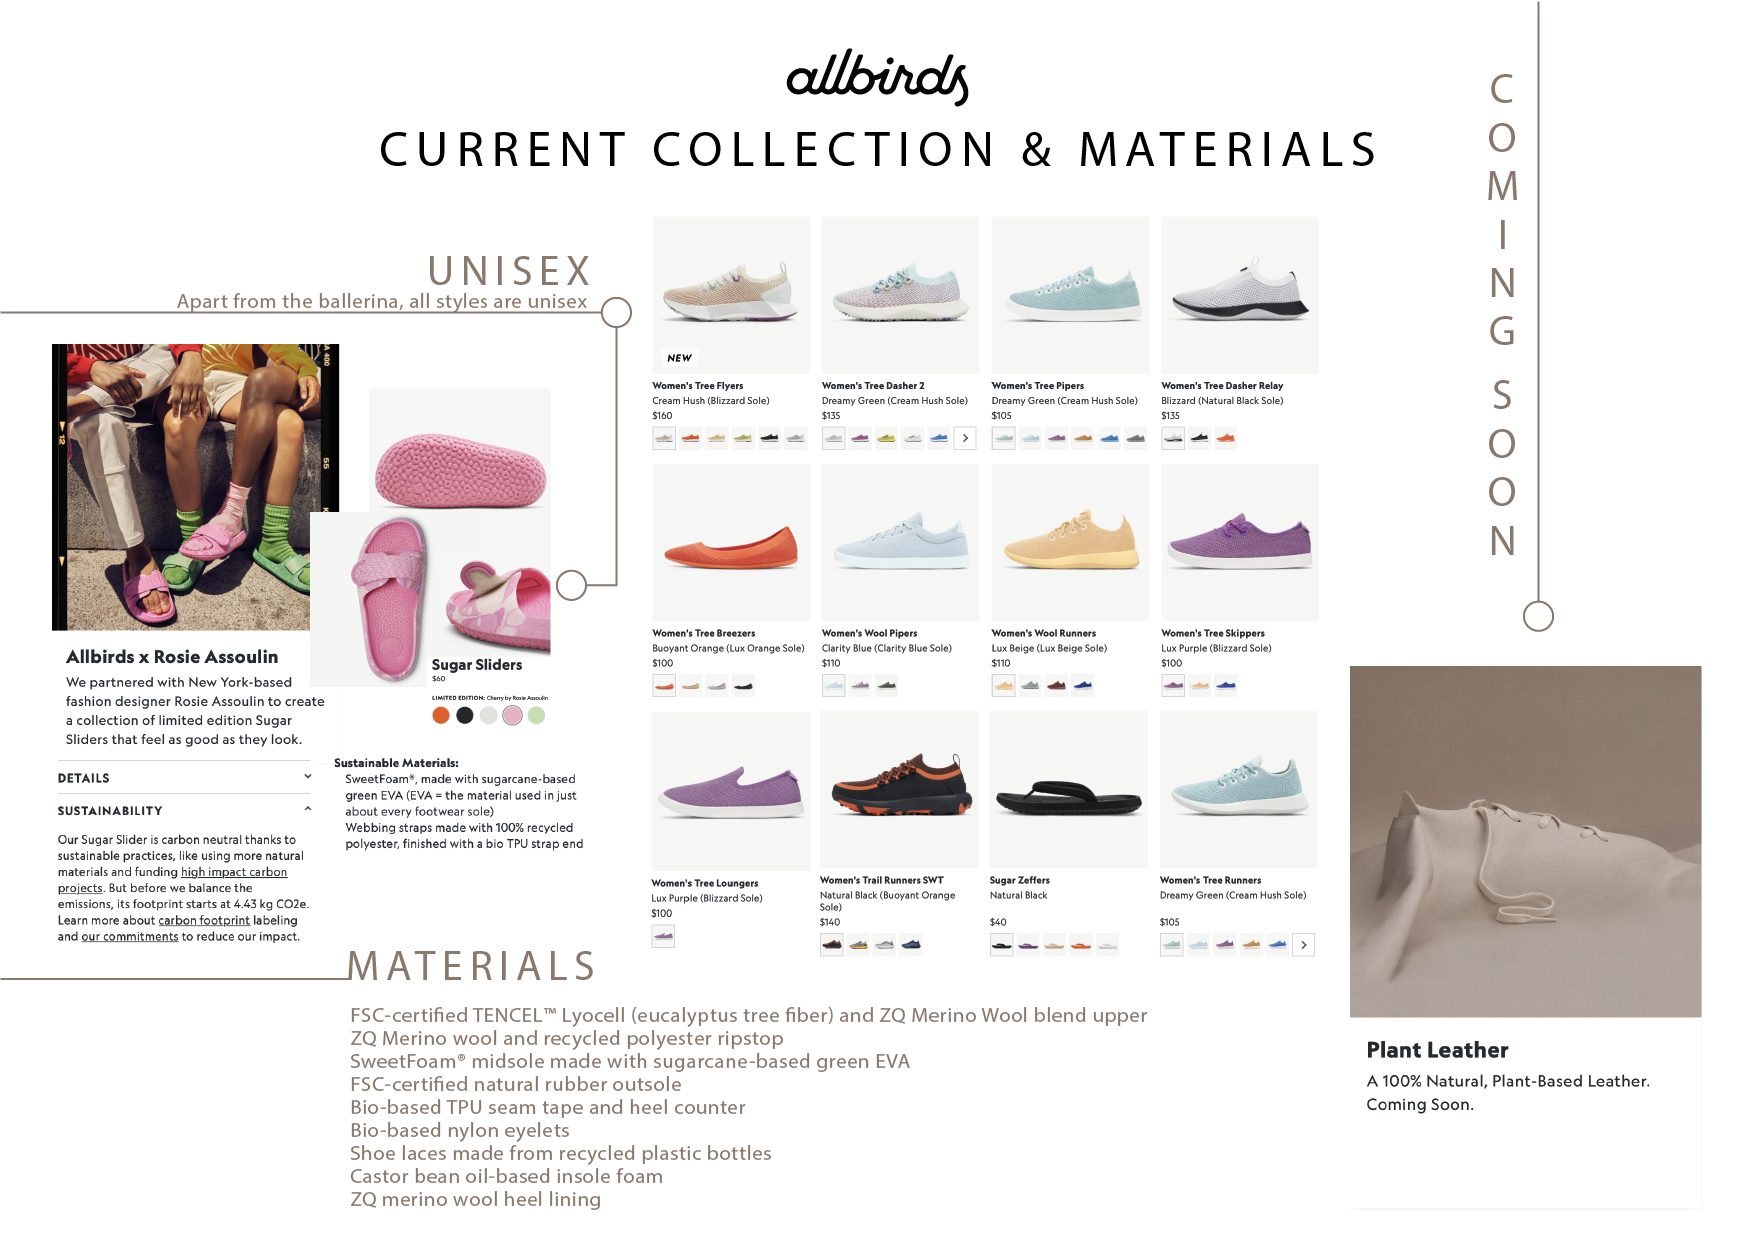 allbirds
CURRENT COLLECTION & MATERIALS
COMING SOON
UNISEX
Apart from the ballerina, all styles are unisex
12
55
Allbirds x Rosie Assoulin
We partnered with New York-based
fashion designer Rosie Assoulin to create
a collection of limited edition Sugar
Sliders that feel as good as they look.
DETAILS
SUSTAINABILITY
Our Sugar Slider is carbon neutral thanks to
sustainable practices, like using more natural
materials and funding high impact carbon
projects. But before we balance the
emissions, its footprint starts at 4.43 kg CO2e.
Learn more about carbon footprint labeling
and our commitments to reduce our impact.
Sugar Sliders
$60
LIMITED EDITION: Cherry by Rosie Assoulin
Sustainable Materials:
SweetFoam®, made with sugarcane-based
green EVA (EVA = the material used in just
about every footwear sole)
Webbing straps made with 100% recycled
polyester, finished with a bio TPU strap end
NEW
Women's Tree Flyers
Cream Hush (Blizzard Sole)
$160
Women's Tree Dasher 2
Dreamy Green (Cream Hush Sole)
$135
Women's Tree Pipers
Dreamy Green (Cream Hush Sole)
$105
Women's Tree Dasher Relay
Blizzard (Natural Black Sole)
$135
Women's Tree Breezers
Buoyant Orange (Lux Orange Sole)
$100
Women's Wool Pipers
Clarity Blue (Clarity Blue Sole)
$110
Women's Wool Runners
Lux Beige (Lux Beige Sole)
$110
Women's Tree Skippers
Lux Purple (Blizzard Sole)
$100
Women's Tree Loungers
Lux Purple (Blizzard Sole)
$100
Women's Trail Runners SWT
Natural Black (Buoyant Orange
Sole)
$140
Sugar Zeffers
Natural Black
$40
Women's Tree Runners
Dreamy Green (Cream Hush Sole)
$105
MATERIALS
FSC-certified TENCEL™ Lyocell (eucalyptus tree fiber) and ZQ Merino Wool blend upper
ZQ Merino wool and recycled polyester ripstop
SweetFoam® midsole made with sugarcane-based green EVA
FSC-certified natural rubber outsole
Bio-based TPU seam tape and heel counter
Bio-based nylon eyelets
Shoe laces made from recycled plastic bottles
Castor bean oil-based insole foam
ZQ merino wool heel lining
Plant Leather
A 100% Natural, Plant-Based Leather.
Coming Soon.